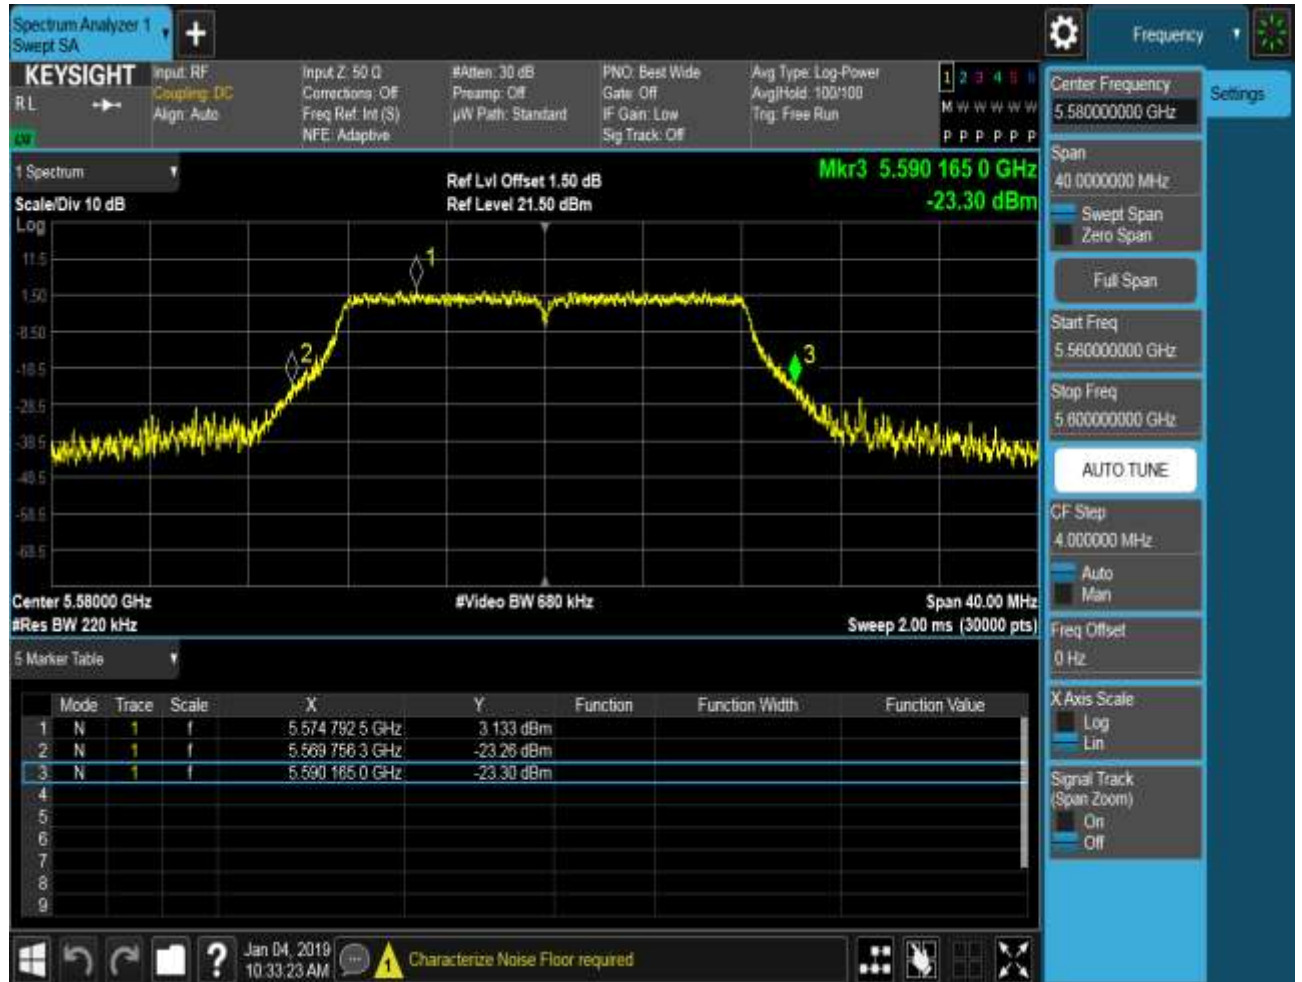 Spectrum Analyzer 1
Swept SA
Frequency
KEYSIGHT
R L
Input: RF
Coupling: DC
Align: Auto
Input Z: 50 Ω
Corrections: Off
Freq Ref: Int (S)
NFE: Adaptive
#Atten: 30 dB
Preamp: Off
µW Path: Standard
PNO: Best Wide
Gate: Off
IF Gain: Low
Sig Track: Off
Avg Type: Log-Power
Avg|Hold: 100/100
Trig: Free Run
1 2 3 4 5 6
M W W W W W
P P P P P P
1 Spectrum
Scale/Div 10 dB
Log
Ref Lvl Offset 1.50 dB
Ref Level 21.50 dBm
Mkr3 5.590 165 0 GHz
-23.30 dBm
11.5
1.50
-8.50
-18.5
-28.5
-38.5
-48.5
-58.5
-68.5
1
2
3
Center 5.58000 GHz
#Video BW 680 kHz
Span 40.00 MHz
#Res BW 220 kHz
Sweep 2.00 ms (30000 pts)
5 Marker Table
Mode Trace Scale X Y Function Function Width Function Value
1 N 1 f 5.574 792 5 GHz 3.133 dBm
2 N 1 f 5.569 756 3 GHz -23.26 dBm
3 N 1 f 5.590 165 0 GHz -23.30 dBm
4
5
6
7
8
9
Jan 04, 2019
10:33:23 AM
1
Characterize Noise Floor required
Center Frequency
5.580000000 GHz
Settings
Span
40.0000000 MHz
Swept Span
Zero Span
Full Span
Start Freq
5.560000000 GHz
Stop Freq
5.600000000 GHz
AUTO TUNE
CF Step
4.000000 MHz
Auto
Man
Freq Offset
0 Hz
X Axis Scale
Log
Lin
Signal Track
(Span Zoom)
On
Off